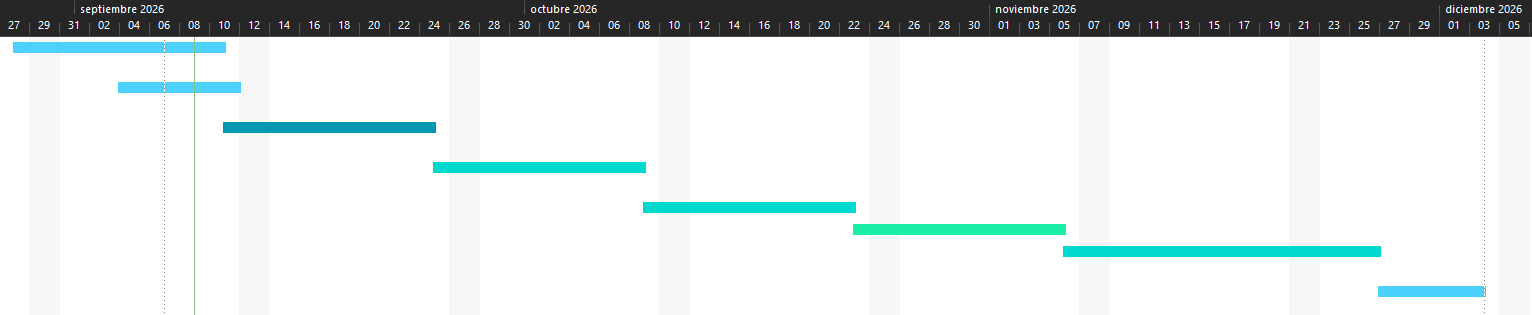 septiembre 2026 octubre 2026 noviembre 2026 diciembre 2026
27 29 31 02 04 06 08 10 12 14 16 18 20 22 24 26 28 30 02 04 06 08 10 12 14 16 18 20 22 24 26 28 30 01 03 05 07 09 11 13 15 17 19 21 23 25 27 29 01 03 05